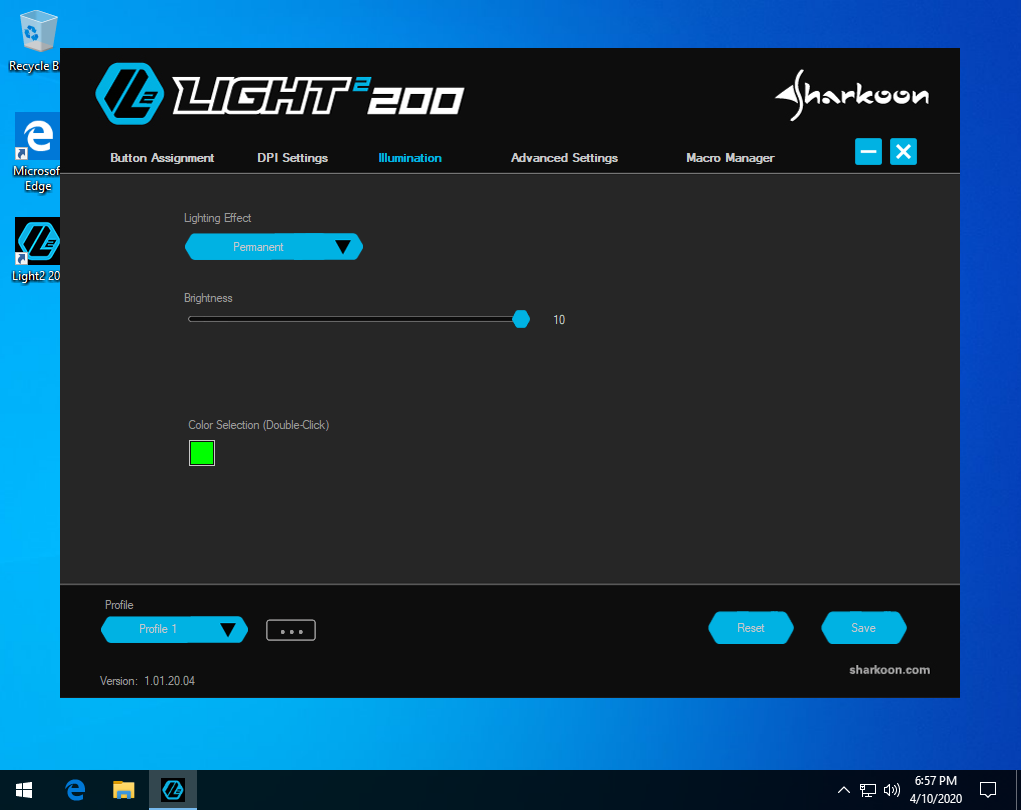 Recycle B
Microsof
Edge
Light2 20
LIGHT² 200
Sharkoon
Button Assignment
DPI Settings
Illumination
Advanced Settings
Macro Manager
Lighting Effect
Permanent
Brightness
10
Color Selection (Double-Click)
Profile
Profile 1
...
Reset
Save
sharkoon.com
Version: 1.01.20.04
6:57 PM
4/10/2020